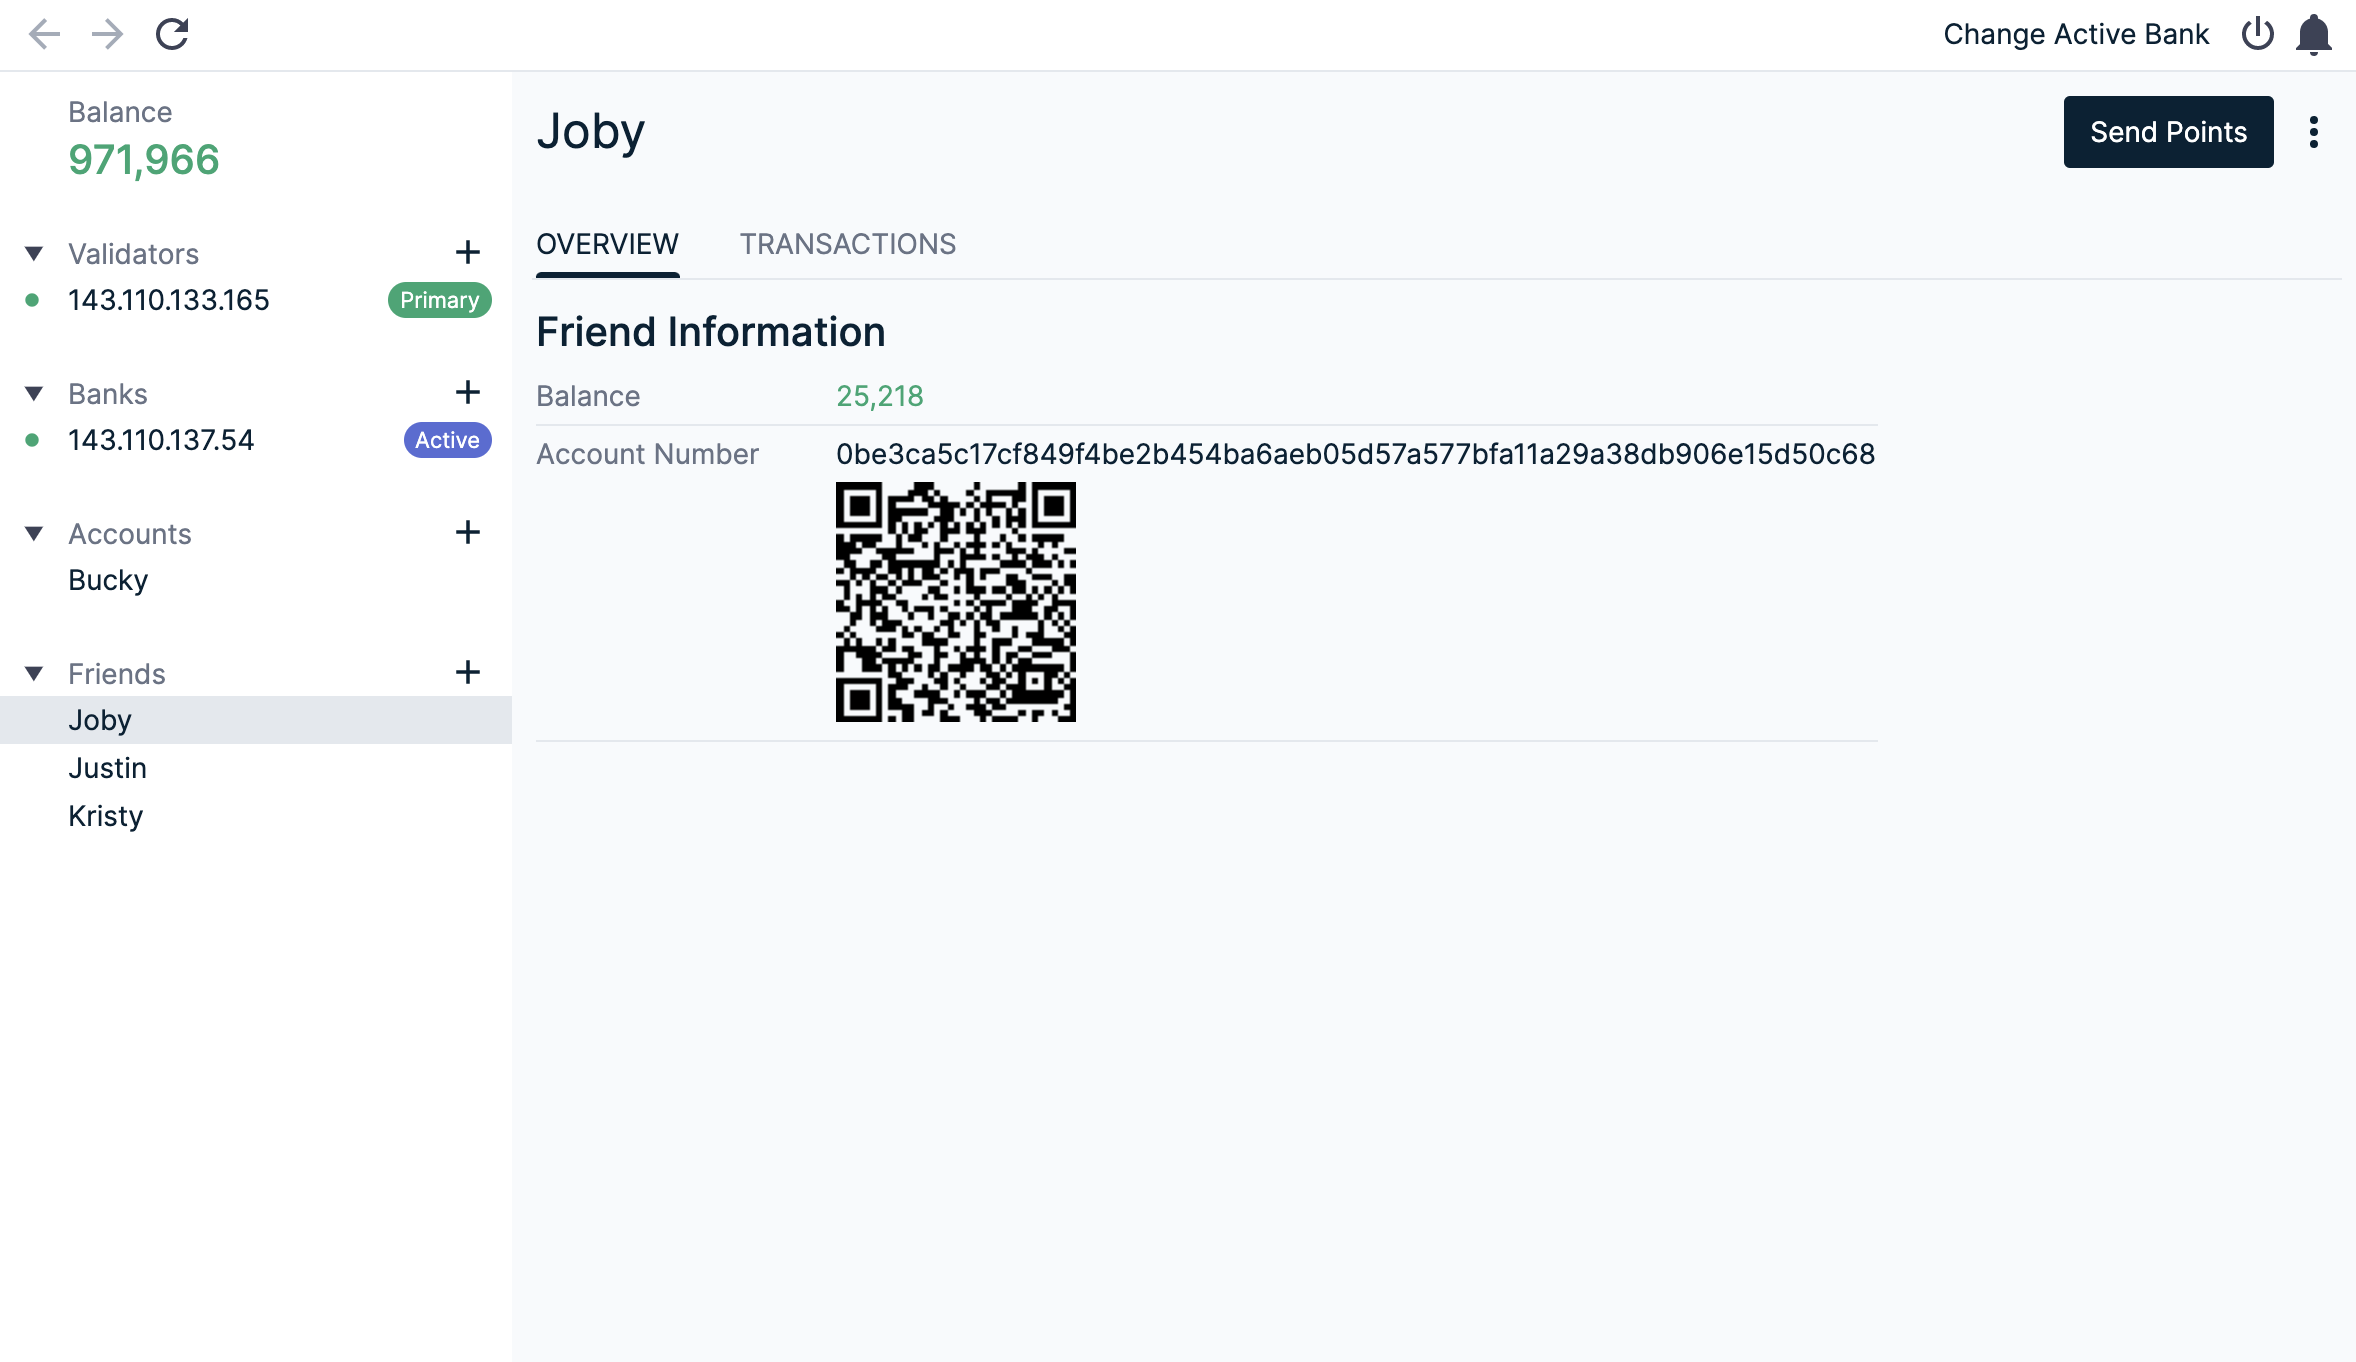 Change Active Bank
Balance
971,966
Validators
143.110.133.165 Primary
Banks
143.110.137.54 Active
Accounts
Bucky
Friends
Joby
Justin
Kristy
Joby
Send Points
OVERVIEW TRANSACTIONS
Friend Information
Balance 25,218
Account Number 0be3ca5c17cf849f4be2b454ba6aeb05d57a577bfa11a29a38db906e15d50c68